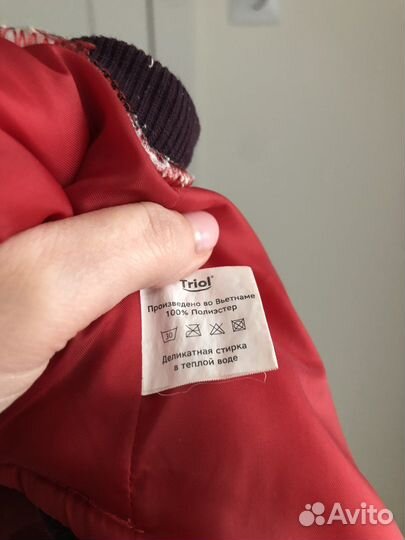 Triol
Произведено во Вьетнаме
100% Полиэстер
30
Деликатная стирка
в теплой воде
Avito